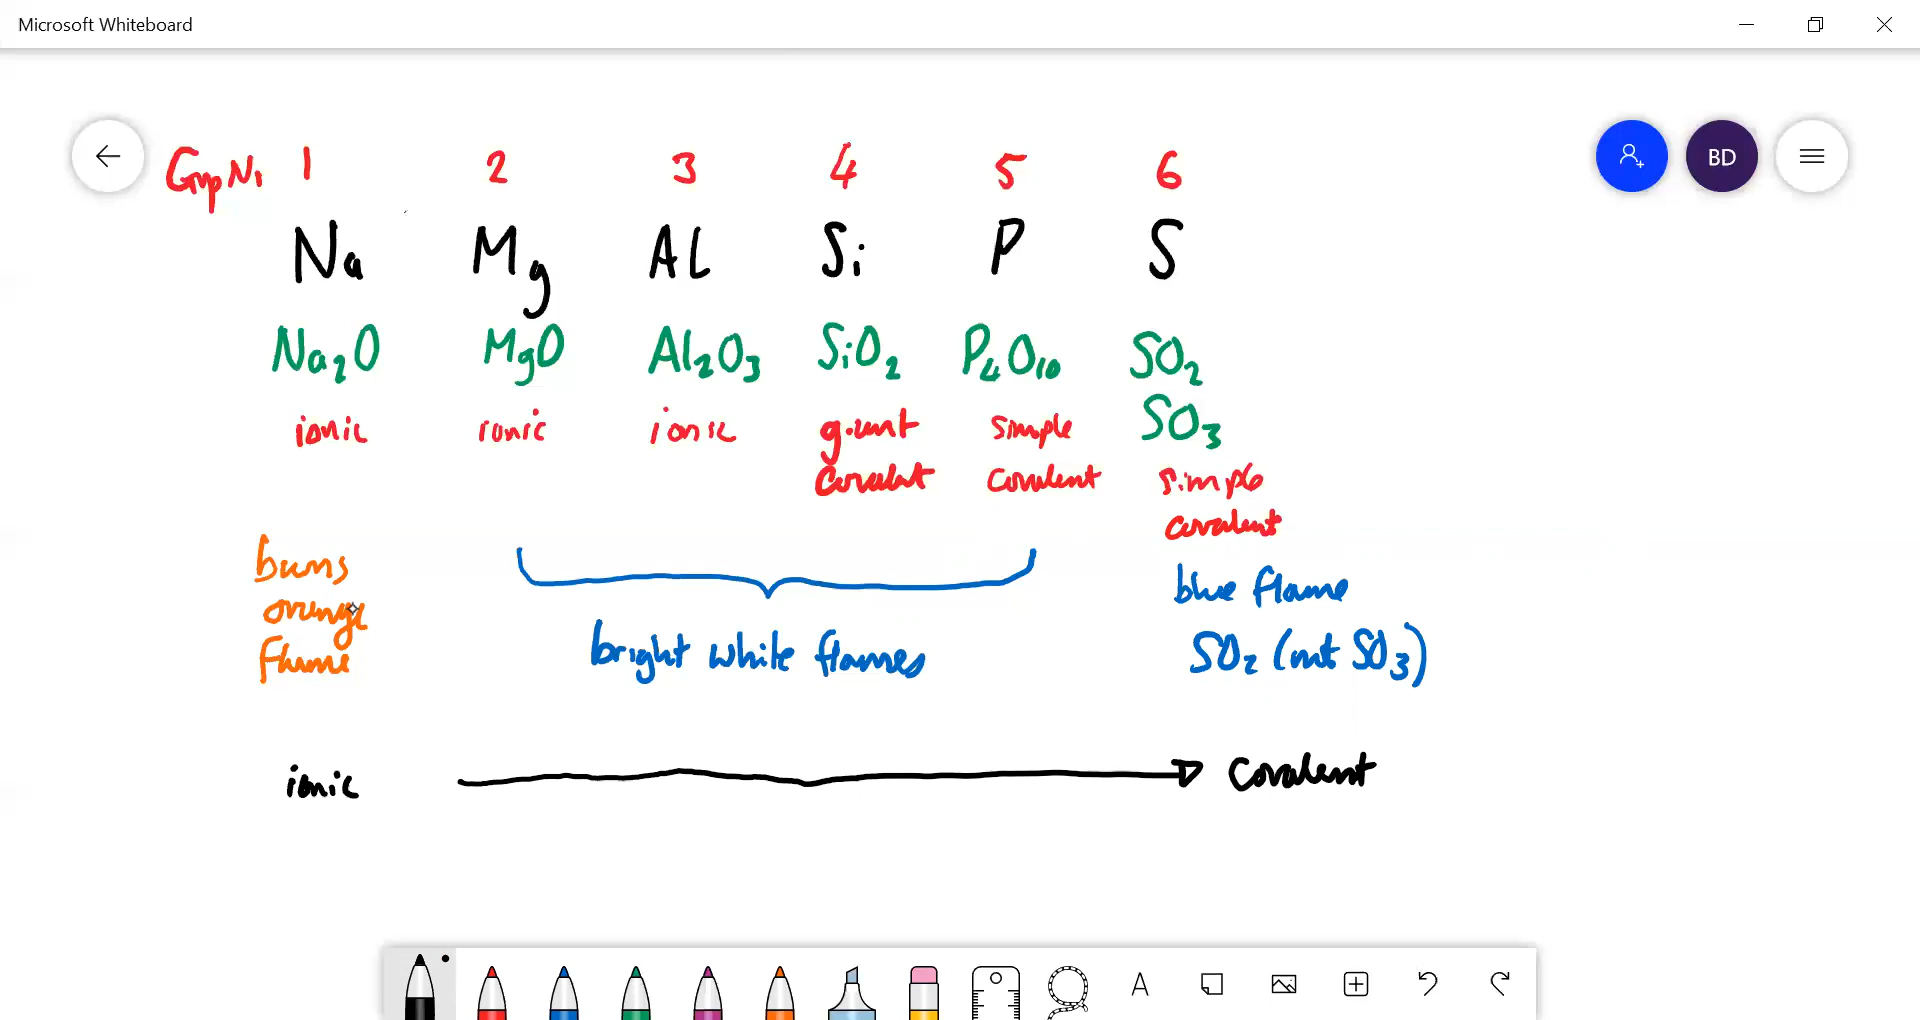 Microsoft Whiteboard
BD
Grp No 1 2 3 4 5 6
Na Mg Al Si P S
Na₂O MgO Al₂O₃ SiO₂ P₄O₁₀ SO₂
SO₃
ionic ionic ionic giant simple
covalent covalent simple
covalent
burns
orange
flame
blue flame
bright white flames SO₂ (not SO₃)
ionic covalent
A